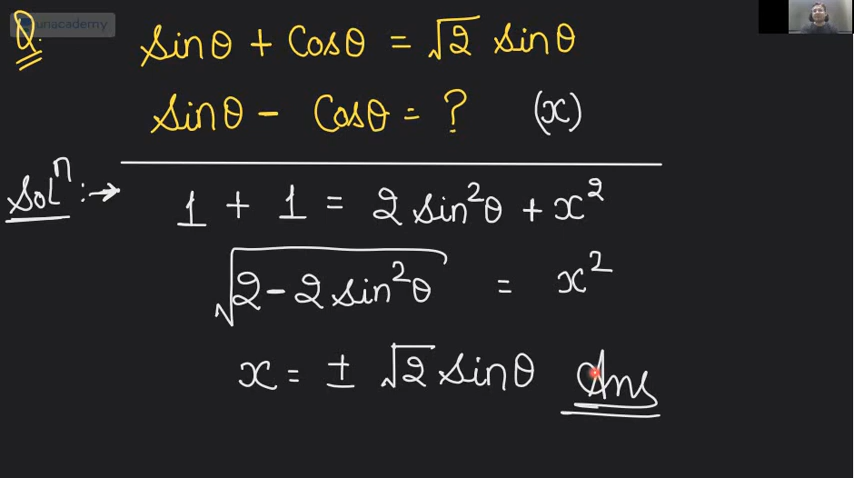 unacademy
Q.
sinθ + Cosθ = √2 sinθ
sinθ - Cosθ = ? (x)
Solⁿ :→
1 + 1 = 2 sin²θ + x²
√2 - 2 sin²θ = x²
x = ± √2 sinθ Ans